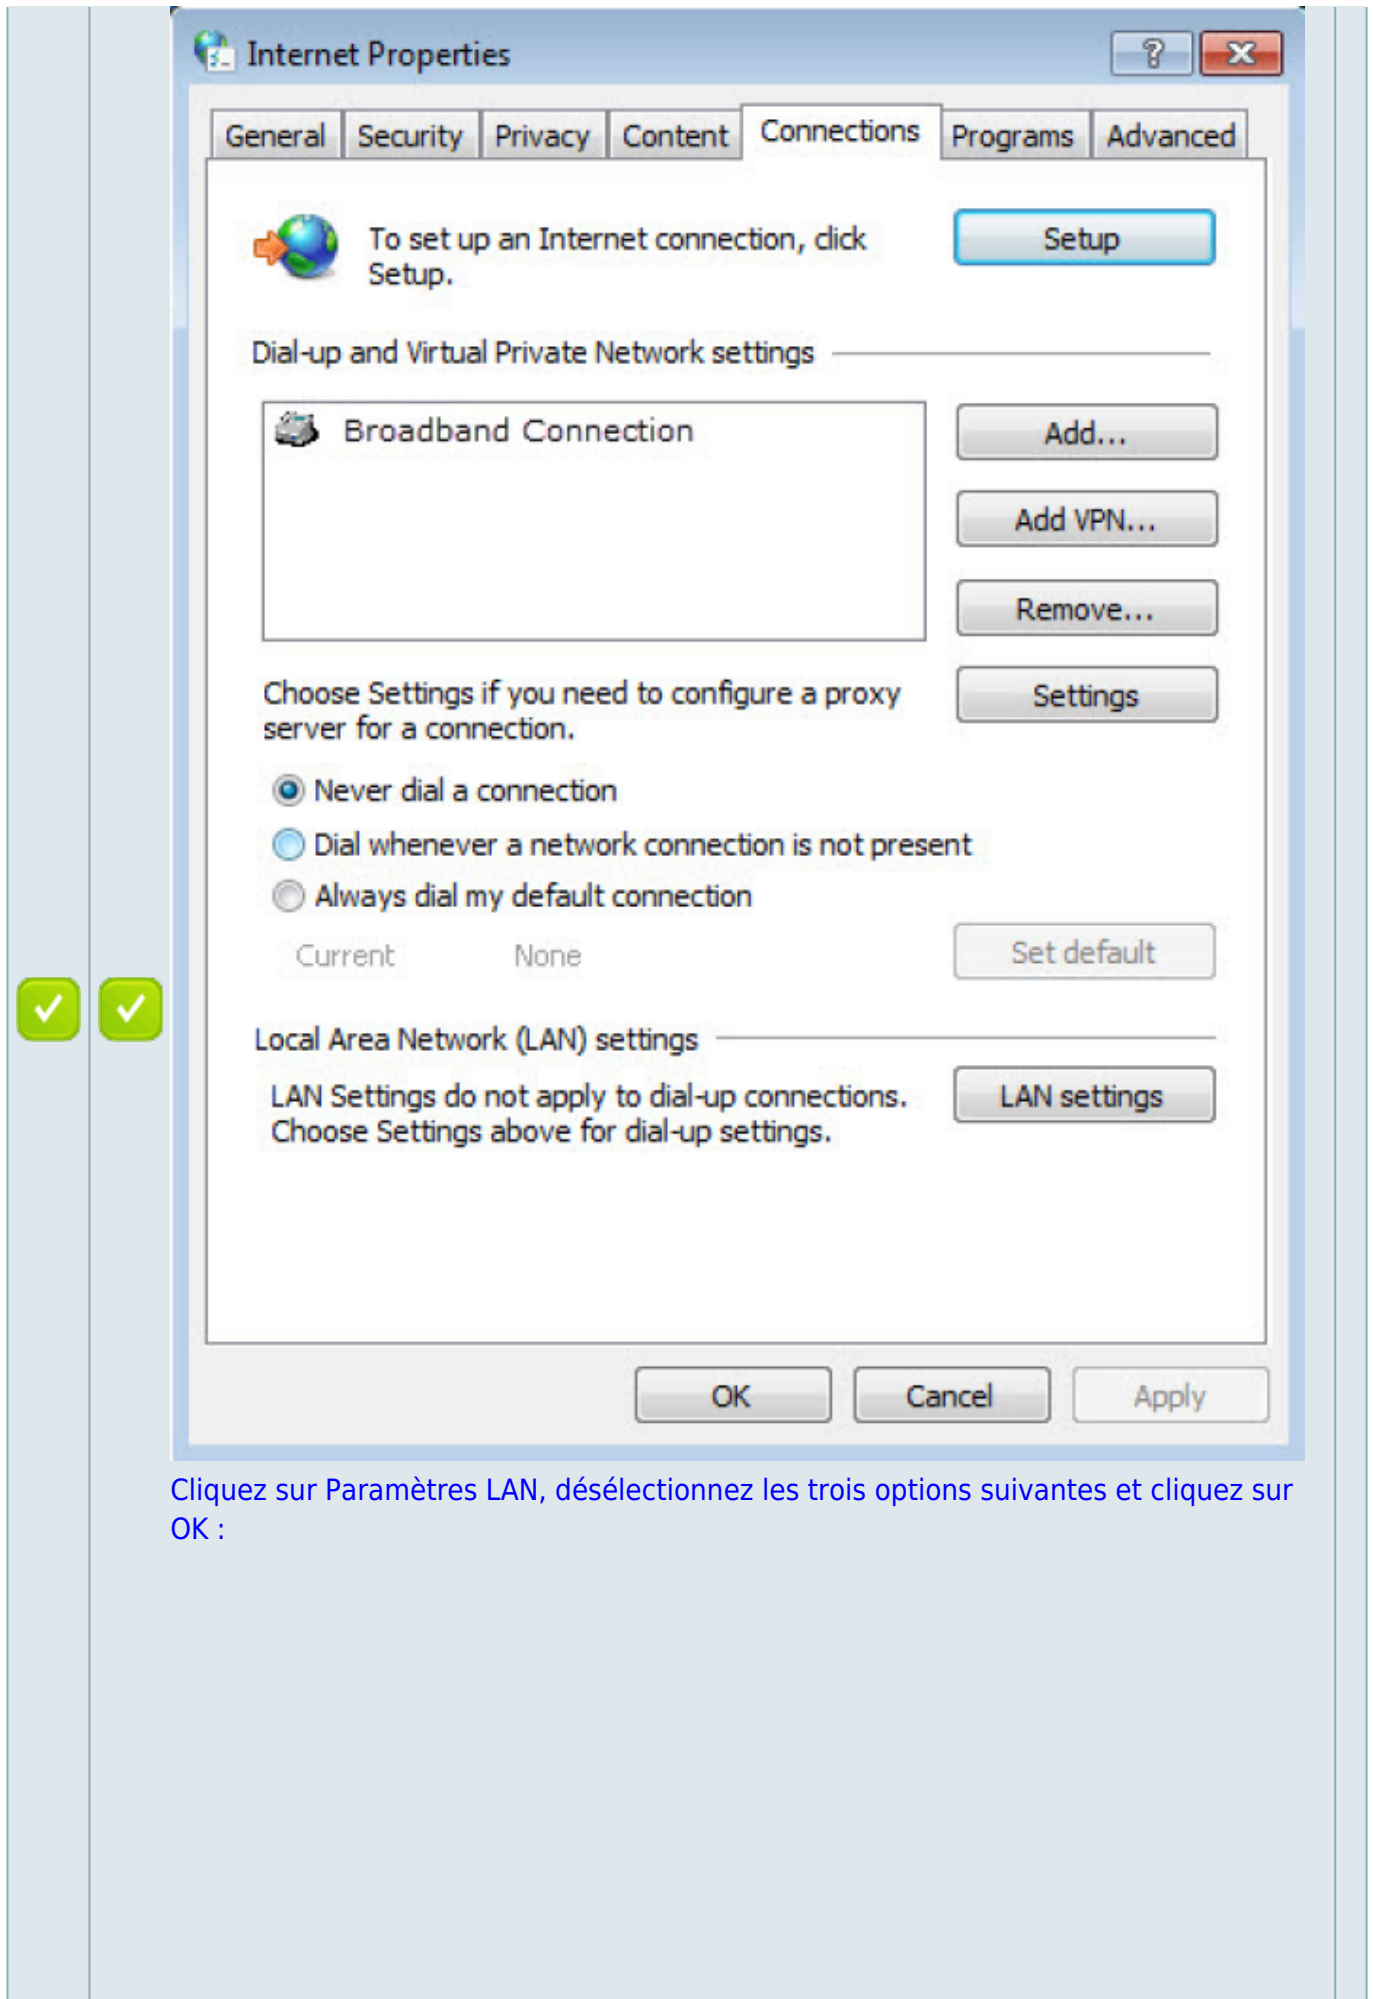 Internet Properties
General Security Privacy Content Connections Programs Advanced
To set up an Internet connection, click
Setup.
Setup
Dial-up and Virtual Private Network settings
Broadband Connection
Add...
Add VPN...
Remove...
Choose Settings if you need to configure a proxy
server for a connection.
Settings
Never dial a connection
Dial whenever a network connection is not present
Always dial my default connection
Current None
Set default
Local Area Network (LAN) settings
LAN Settings do not apply to dial-up connections.
Choose Settings above for dial-up settings.
LAN settings
OK Cancel Apply
Cliquez sur Paramètres LAN, désélectionnez les trois options suivantes et cliquez sur
OK :